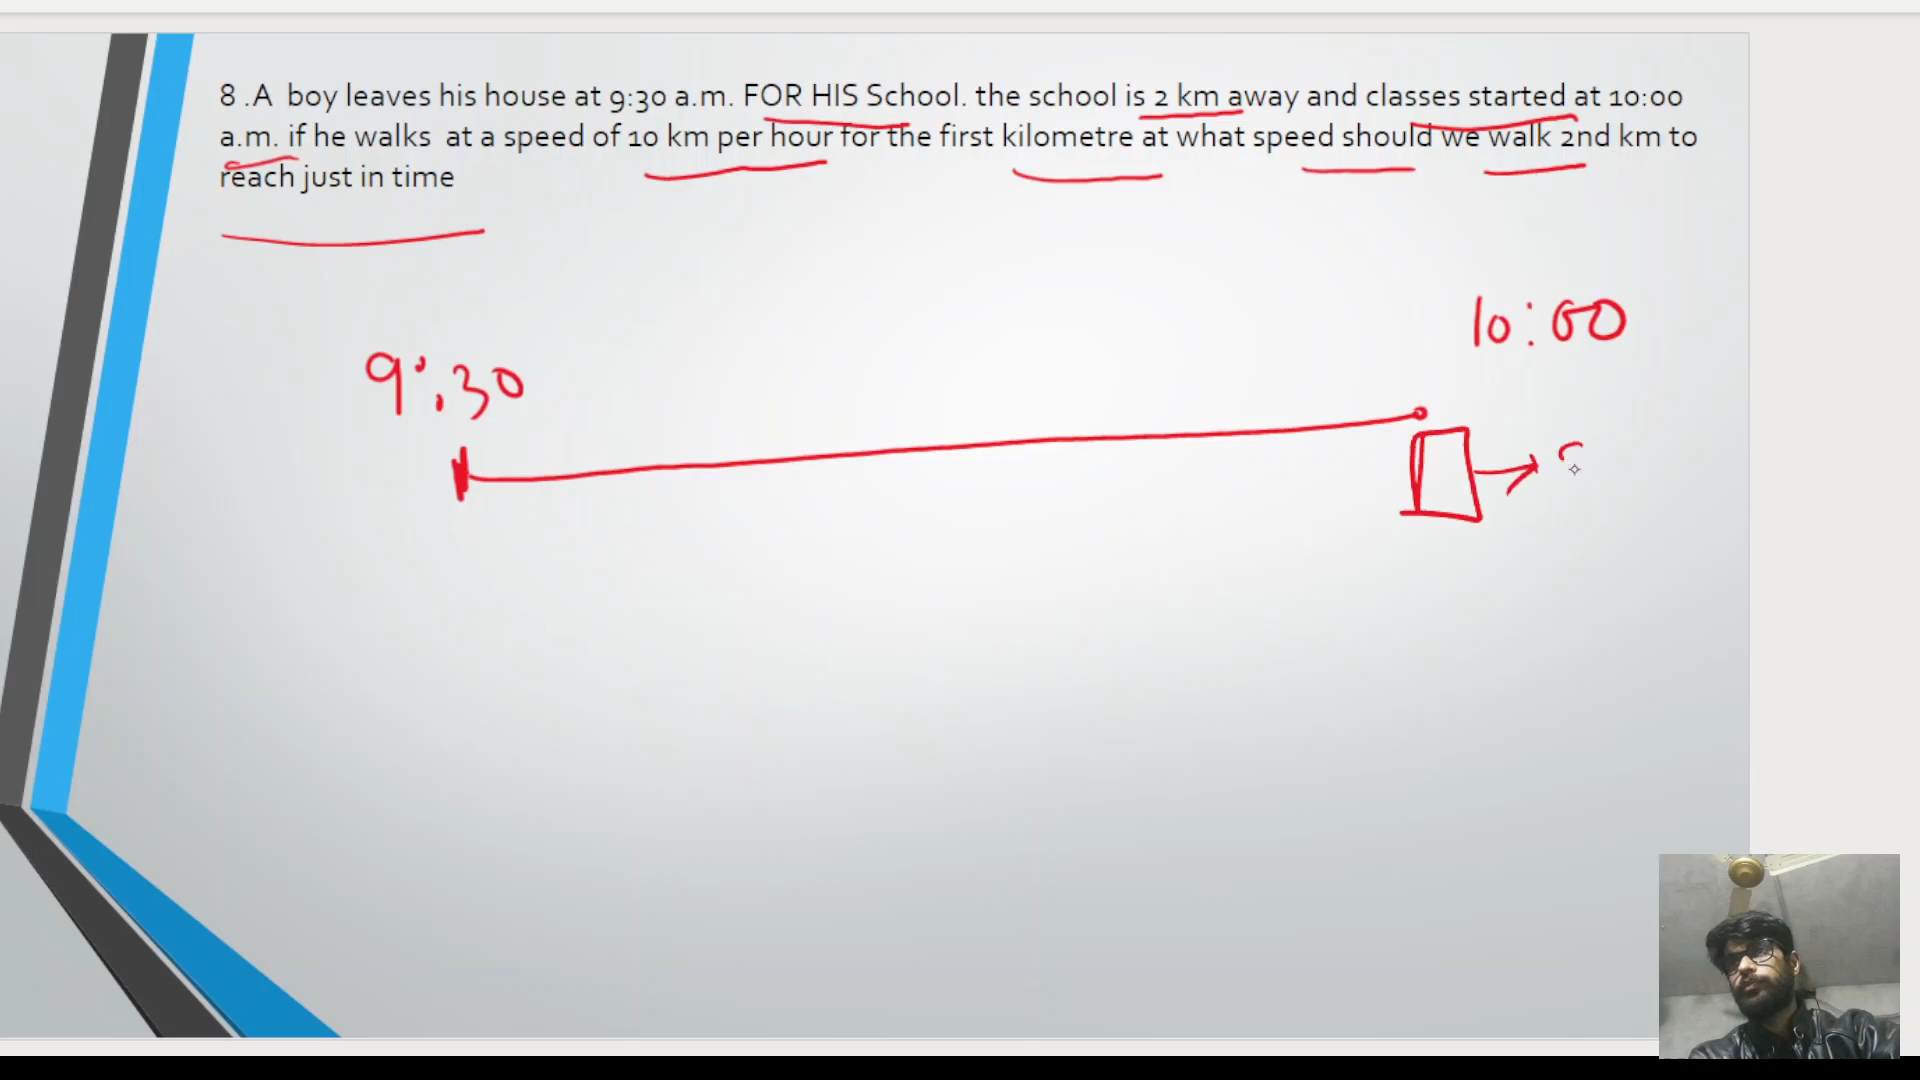 8 .A boy leaves his house at 9:30 a.m. FOR HIS School. the school is 2 km away and classes started at 10:00
a.m. if he walks at a speed of 10 km per hour for the first kilometre at what speed should we walk 2nd km to
reach just in time
10:00
9:30